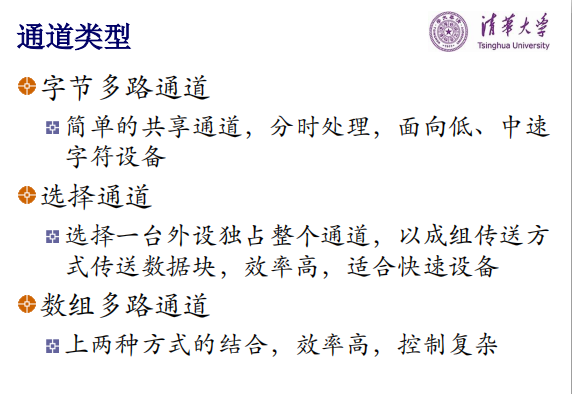 通道类型
清华大学
Tsinghua University
字节多路通道
简单的共享通道，分时处理，面向低、中速
字符设备
选择通道
选择一台外设独占整个通道，以成组传送方
式传送数据块，效率高，适合快速设备
数组多路通道
上两种方式的结合，效率高，控制复杂